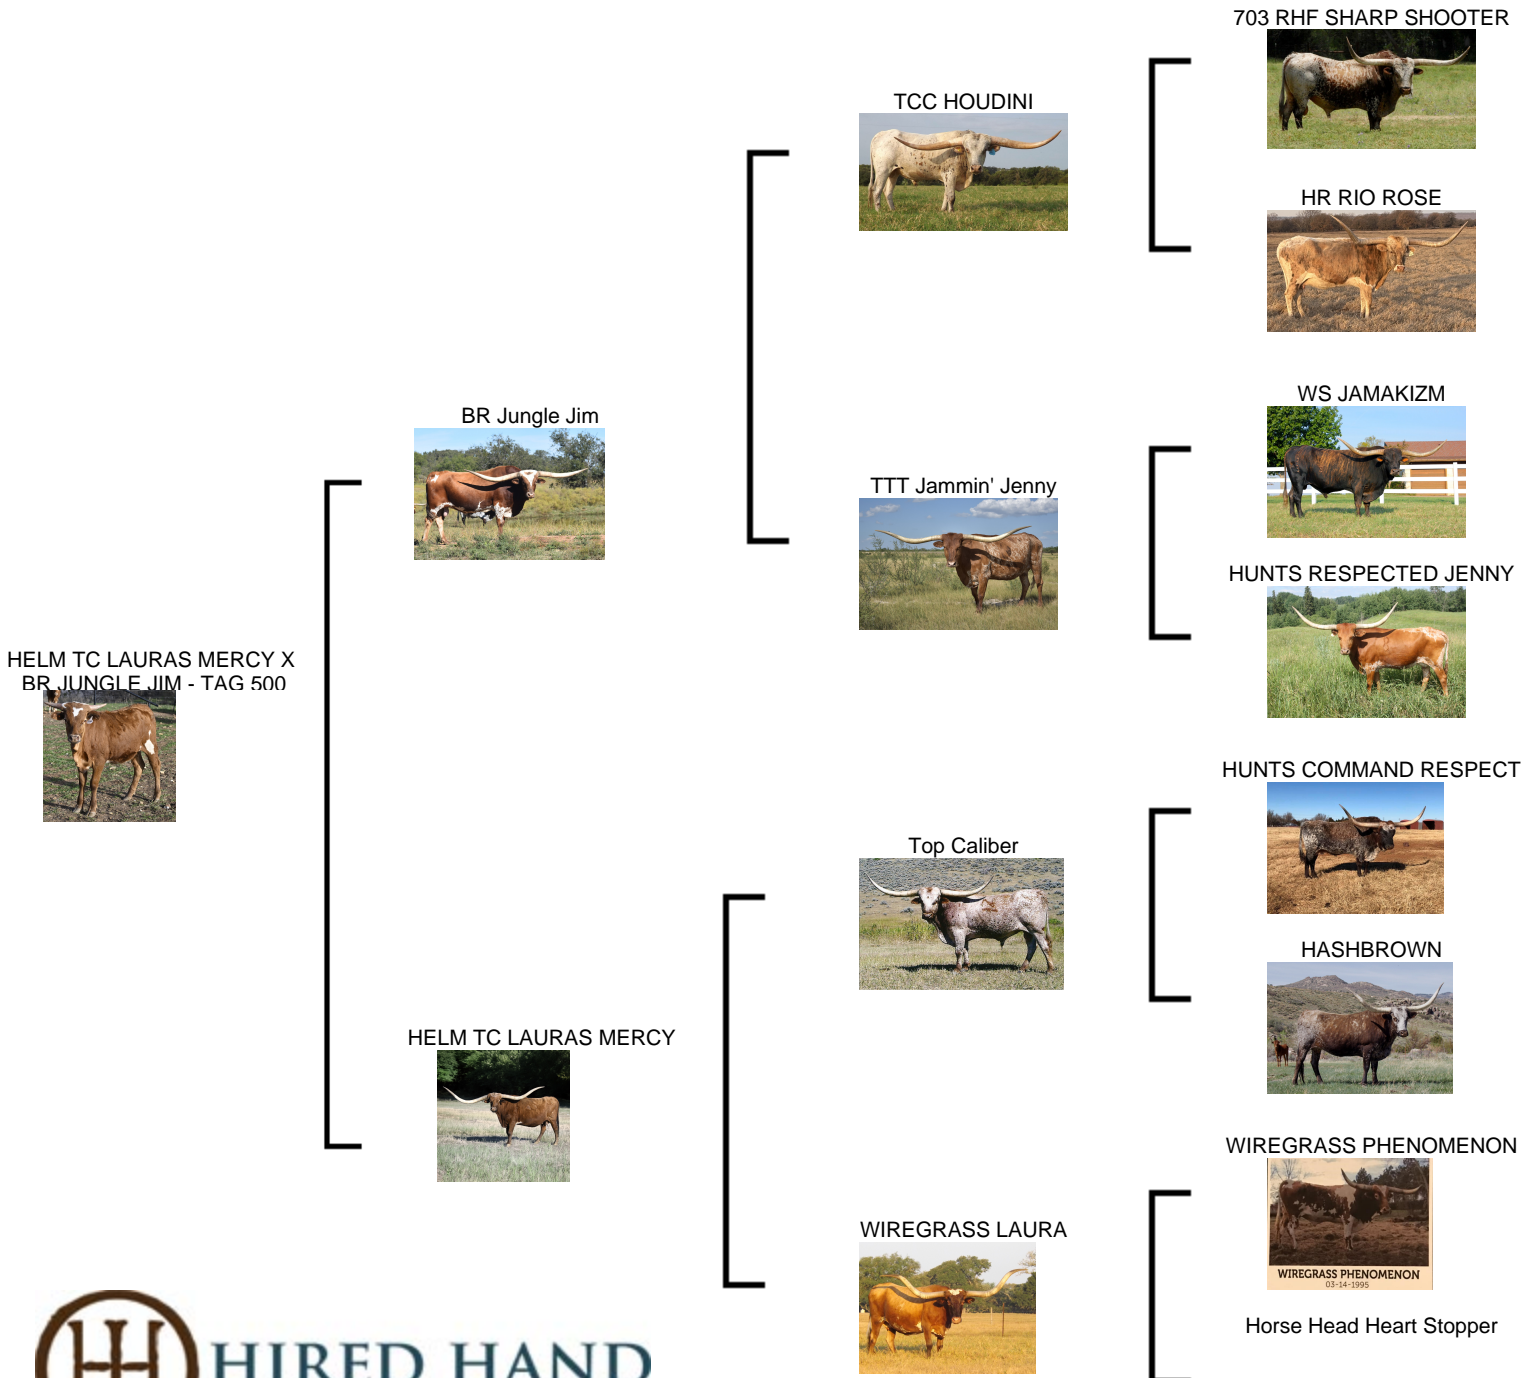 703 RHF SHARP SHOOTER
TCC HOUDINI
HR RIO ROSE
WS JAMAKIZM
BR Jungle Jim
TTT Jammin' Jenny
HUNTS RESPECTED JENNY
HELM TC LAURAS MERCY X
BR JUNGLE JIM - TAG 500
HUNTS COMMAND RESPECT
Top Caliber
HASHBROWN
HELM TC LAURAS MERCY
WIREGRASS PHENOMENON
WIREGRASS LAURA
WIREGRASS PHENOMENON
03-14-1995
Horse Head Heart Stopper
HIRED HAND